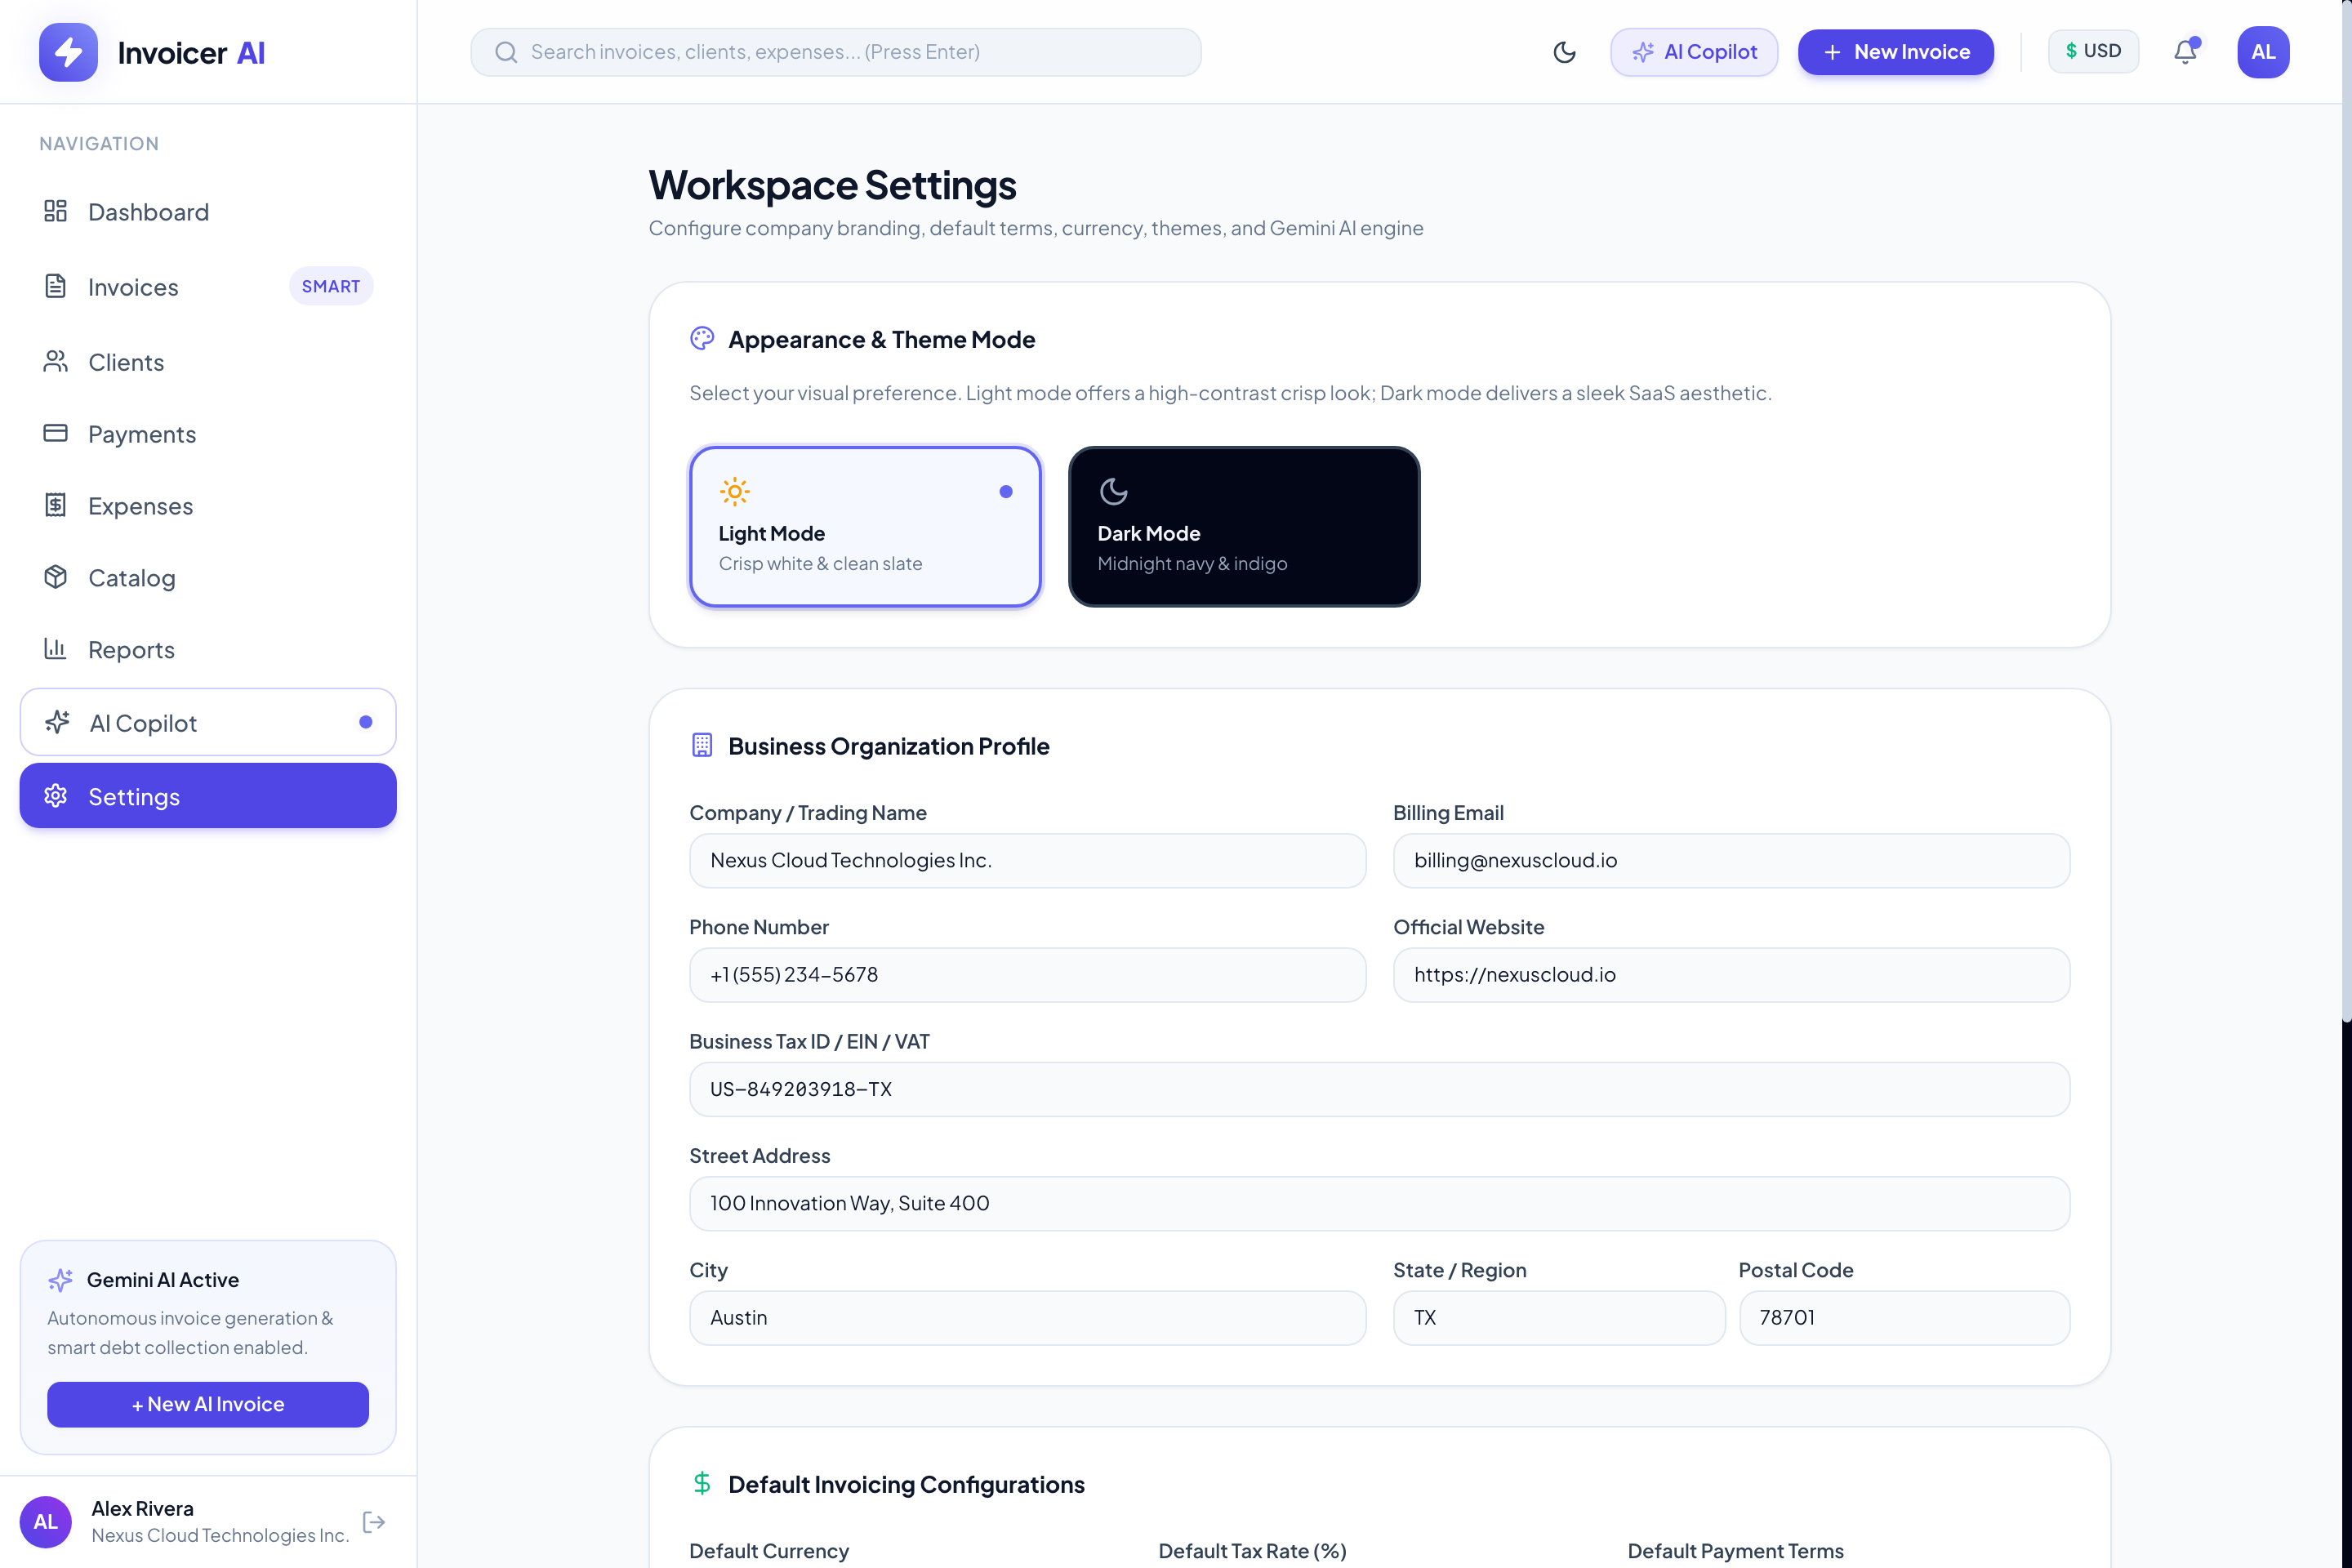 Invoicer AI
Search invoices, clients, expenses... (Press Enter)
AI Copilot
+ New Invoice
$ USD
AL
NAVIGATION
Dashboard
Invoices
SMART
Clients
Payments
Expenses
Catalog
Reports
AI Copilot
Settings
Gemini AI Active
Autonomous invoice generation &
smart debt collection enabled.
+ New AI Invoice
AL
Alex Rivera
Nexus Cloud Technologies Inc.
Workspace Settings
Configure company branding, default terms, currency, themes, and Gemini AI engine
Appearance & Theme Mode
Select your visual preference. Light mode offers a high-contrast crisp look; Dark mode delivers a sleek SaaS aesthetic.
Light Mode
Crisp white & clean slate
Dark Mode
Midnight navy & indigo
Business Organization Profile
Company / Trading Name
Nexus Cloud Technologies Inc.
Billing Email
billing@nexuscloud.io
Phone Number
+1 (555) 234-5678
Official Website
https://nexuscloud.io
Business Tax ID / EIN / VAT
US-849203918-TX
Street Address
100 Innovation Way, Suite 400
City
Austin
State / Region
TX
Postal Code
78701
$ Default Invoicing Configurations
Default Currency
Default Tax Rate (%)
Default Payment Terms